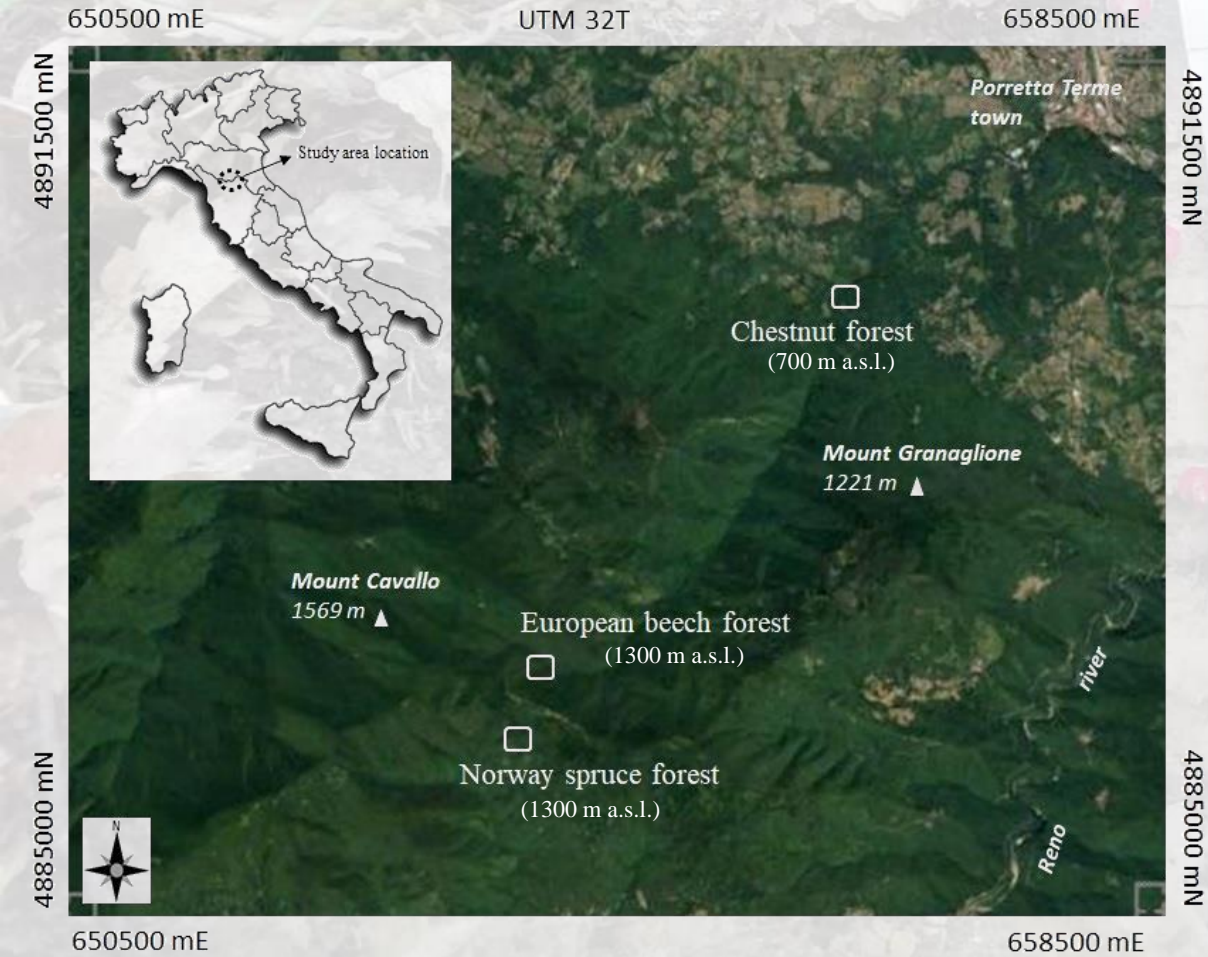 650500 mE
UTM 32T
658500 mE
4891500 mN
4891500 mN
Porretta Terme
town
Study area location
Chestnut forest
(700 m a.s.l.)
Mount Granaglione
1221 m
Mount Cavallo
1569 m
European beech forest
(1300 m a.s.l.)
river
Norway spruce forest
(1300 m a.s.l.)
Reno
N
4885000 mN
4885000 mN
650500 mE
658500 mE